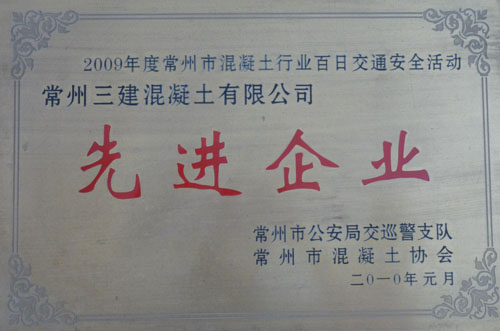 2009年度常州市混凝土行业百日交通安全活动
常州三建混凝土有限公司
先进企业
常州市公安局交巡警支队
常州市混凝土协会
二0一0年元月